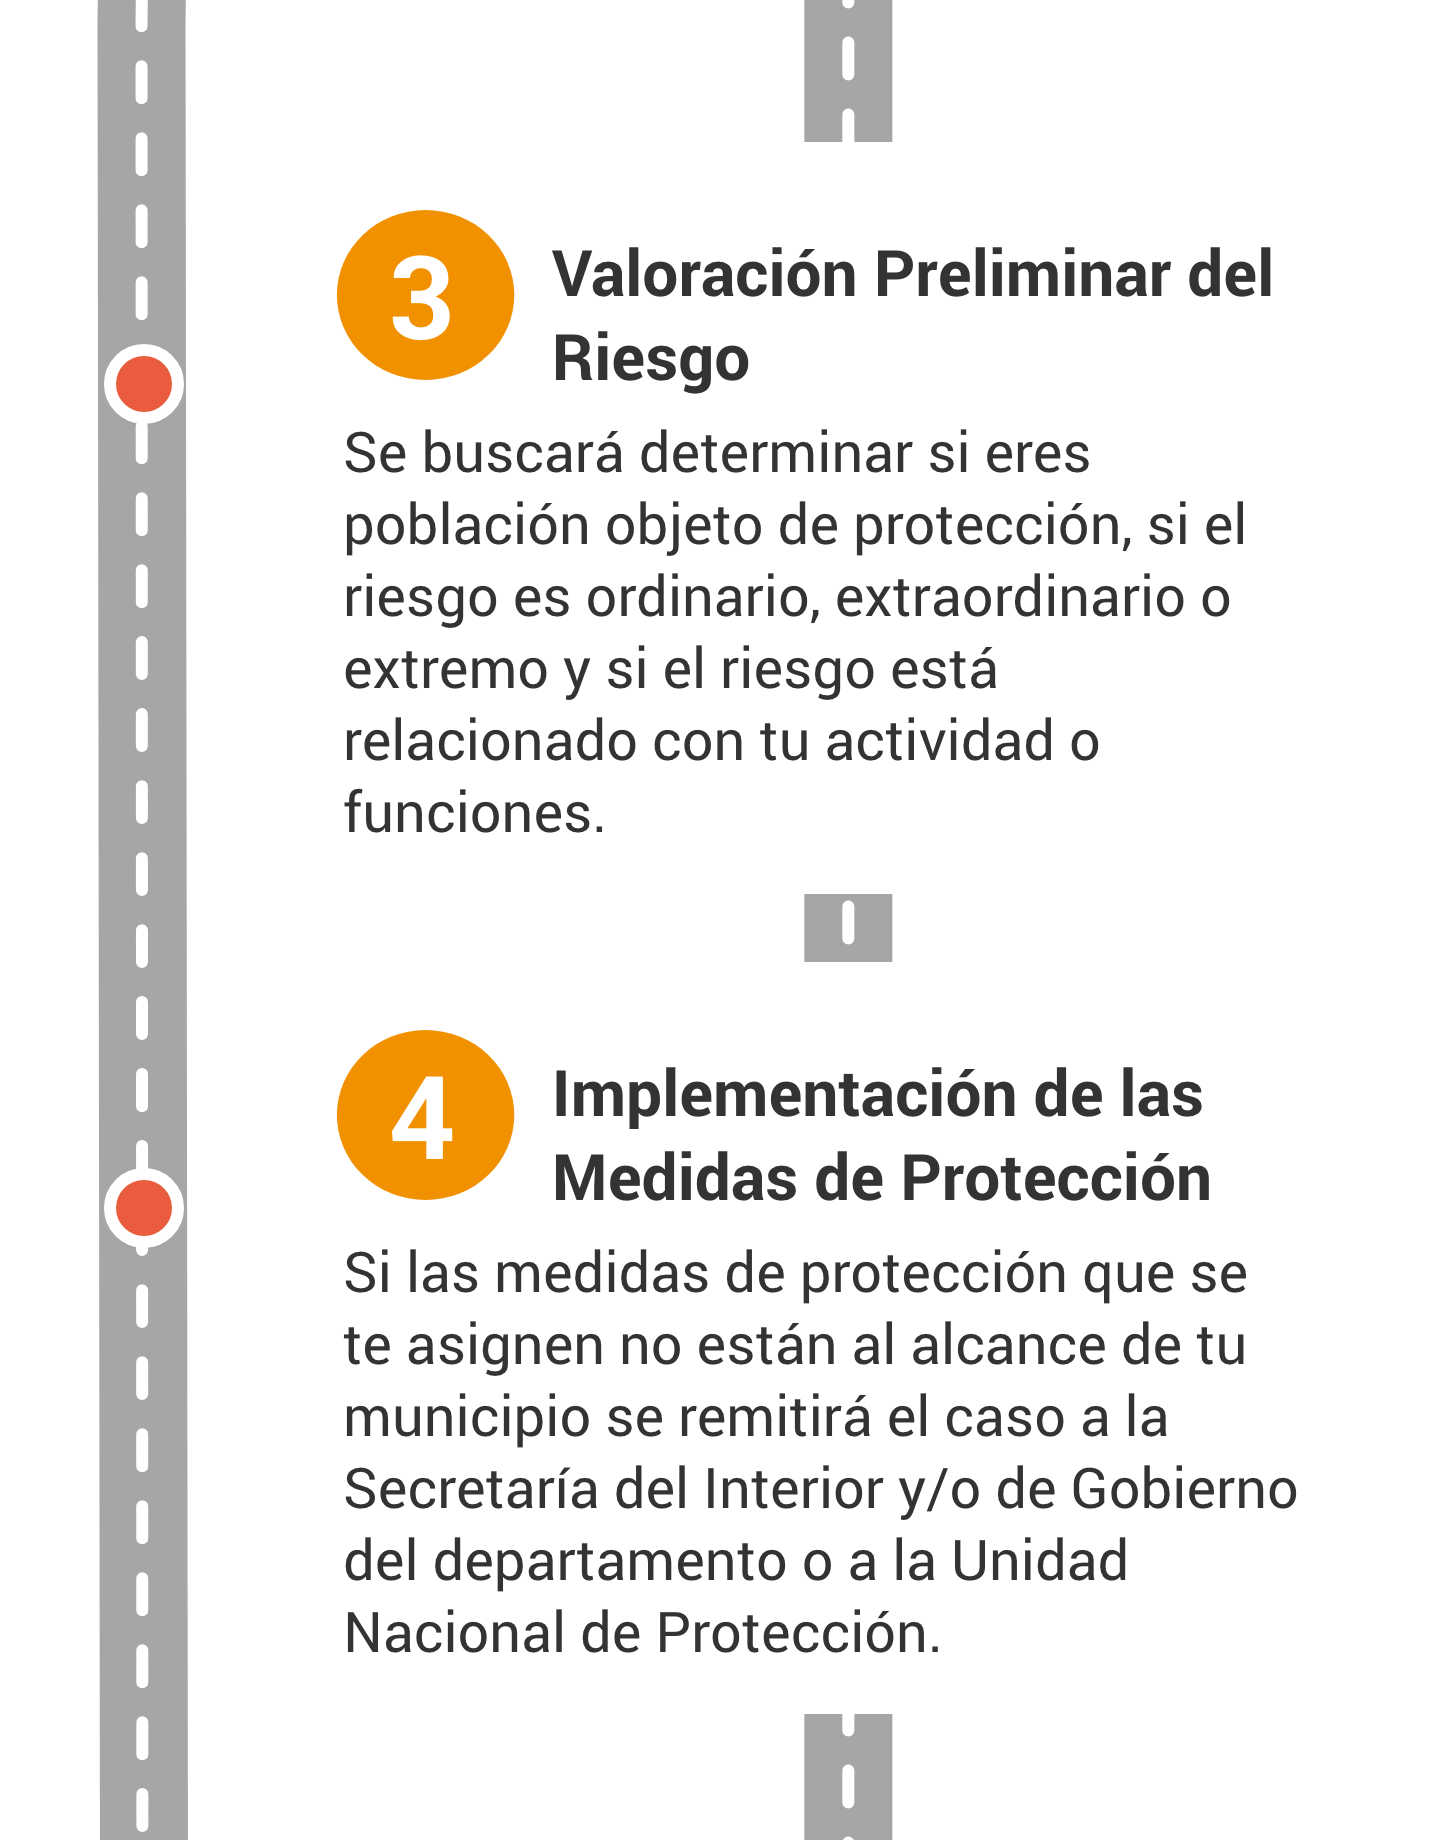 3
Valoración Preliminar del
Riesgo
Se buscará determinar si eres
población objeto de protección, si el
riesgo es ordinario, extraordinario o
extremo y si el riesgo está
relacionado con tu actividad o
funciones.
4
Implementación de las
Medidas de Protección
Si las medidas de protección que se
te asignen no están al alcance de tu
municipio se remitirá el caso a la
Secretaría del Interior y/o de Gobierno
del departamento o a la Unidad
Nacional de Protección.